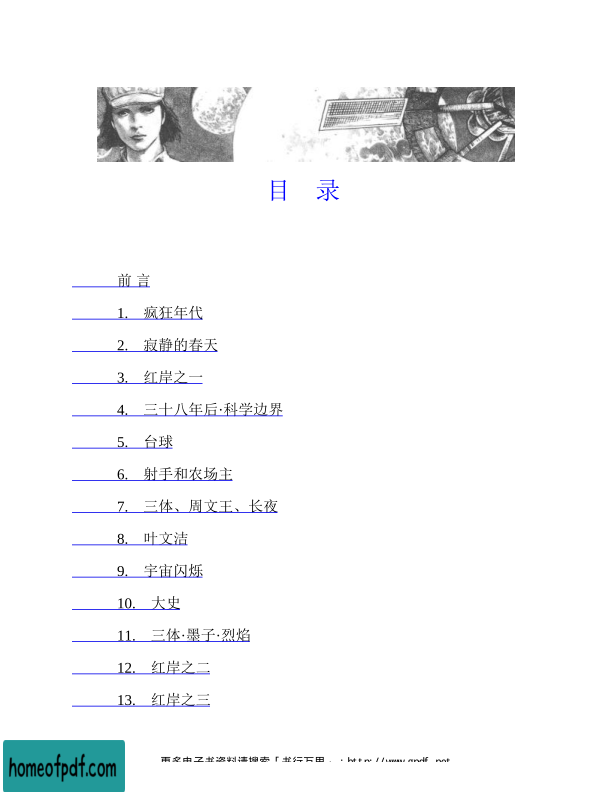 目 录
前 言
1. 疯狂年代
2. 寂静的春天
3. 红岸之一
4. 三十八年后·科学边界
5. 台球
6. 射手和农场主
7. 三体、周文王、长夜
8. 叶文洁
9. 宇宙闪烁
10. 大史
11. 三体·墨子·烈焰
12. 红岸之二
13. 红岸之三
更多电子书资料请搜索「书行万里」：http://www.gpdf.net
homeofpdf.com